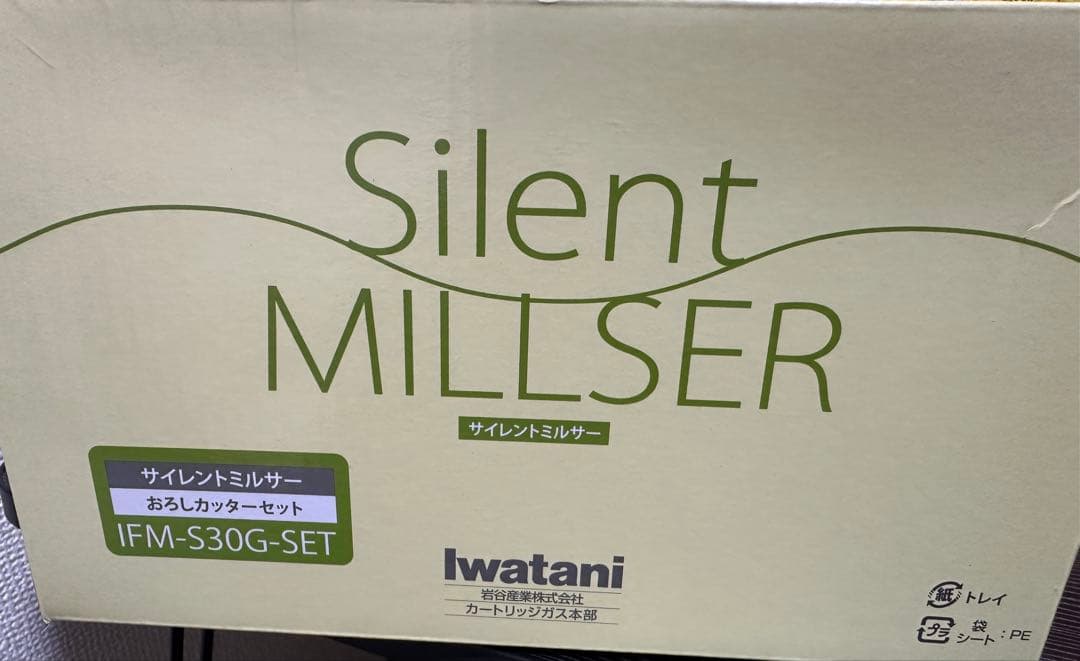 Silent
MILLSER
サイレントミルサー
サイレントミルサー
おろしカッターセット
IFM-S30G-SET
Iwatani
岩谷産業株式会社
カートリッジガス本部
紙 トレイ
プラ 袋
シート : PE